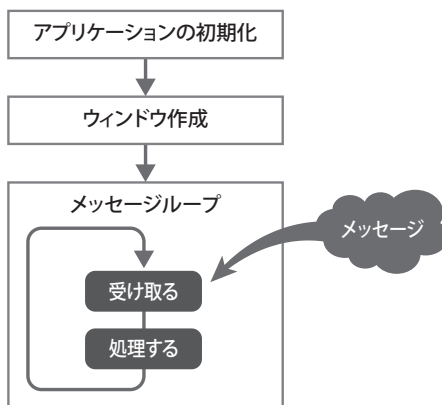 アプリケーションの初期化
ウィンドウ作成
メッセージループ
メッセージ
受け取る
処理する